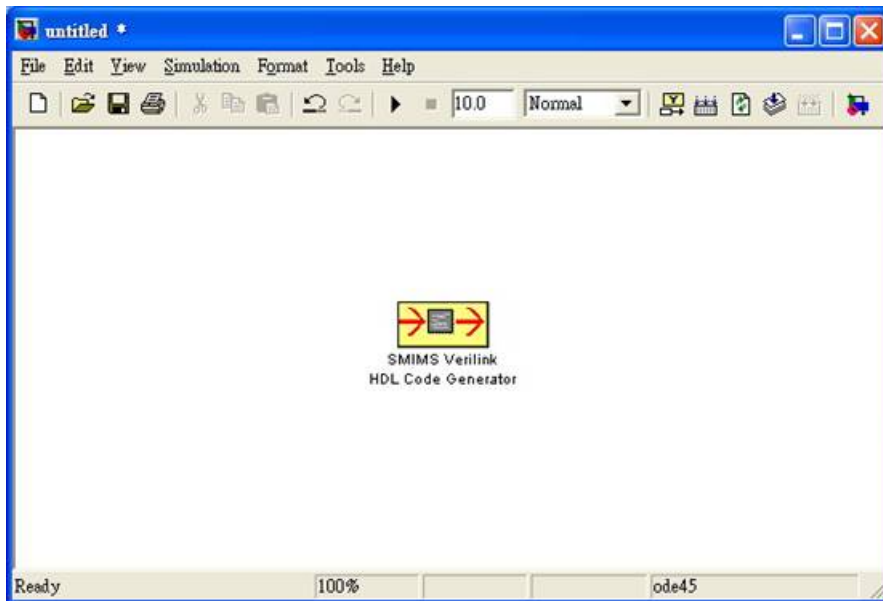 untitled *
File Edit View Simulation Format Tools Help
10.0 Normal
SMIMS Verilink
HDL Code Generator
Ready 100% ode45